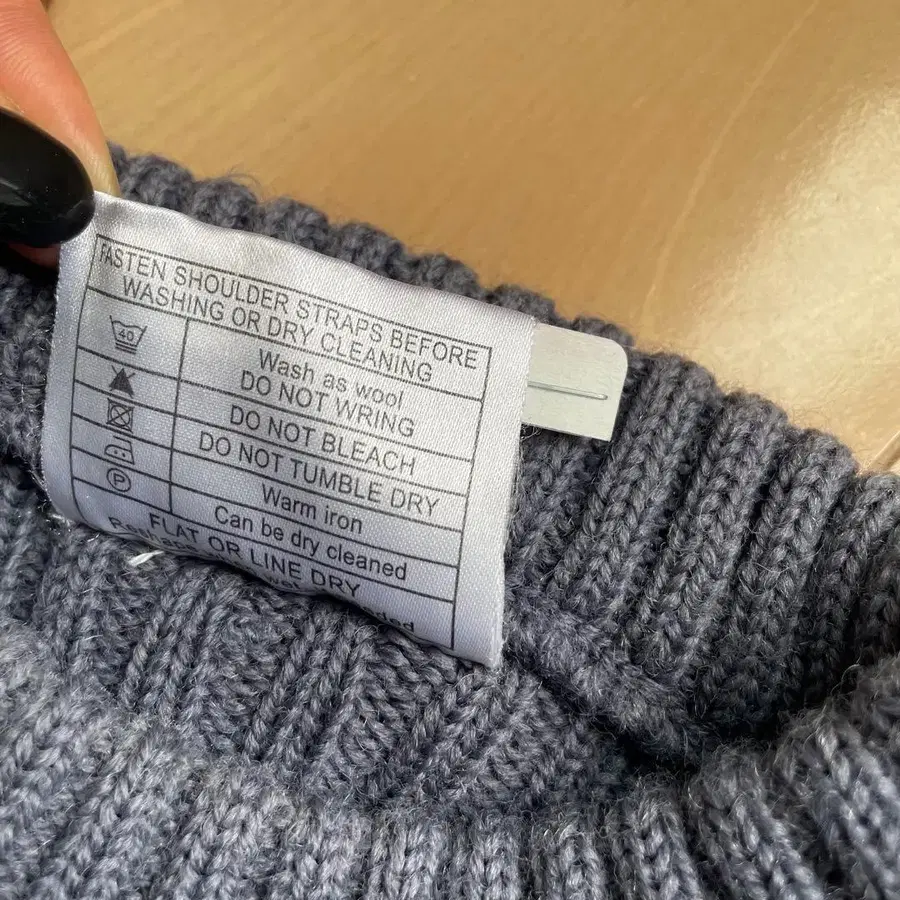 FASTEN SHOULDER STRAPS BEFORE
WASHING OR DRY CLEANING
40
Wash as wool
DO NOT WRING
DO NOT BLEACH
DO NOT TUMBLE DRY
Warm iron
P
Can be dry cleaned
FLAT OR LINE DRY